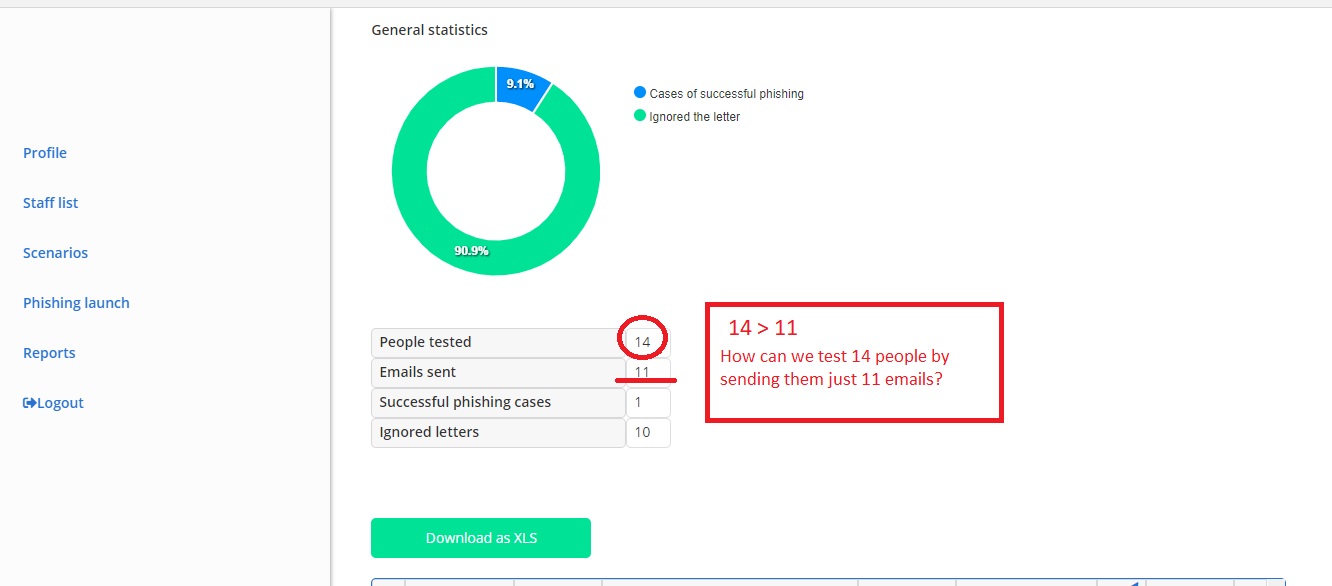 General statistics
9.1%
90.9%
Cases of successful phishing
Ignored the letter
Profile
Staff list
Scenarios
Phishing launch
Reports
Logout
People tested 14
Emails sent 11
Successful phishing cases 1
Ignored letters 10
14 > 11
How can we test 14 people by
sending them just 11 emails?
Download as XLS